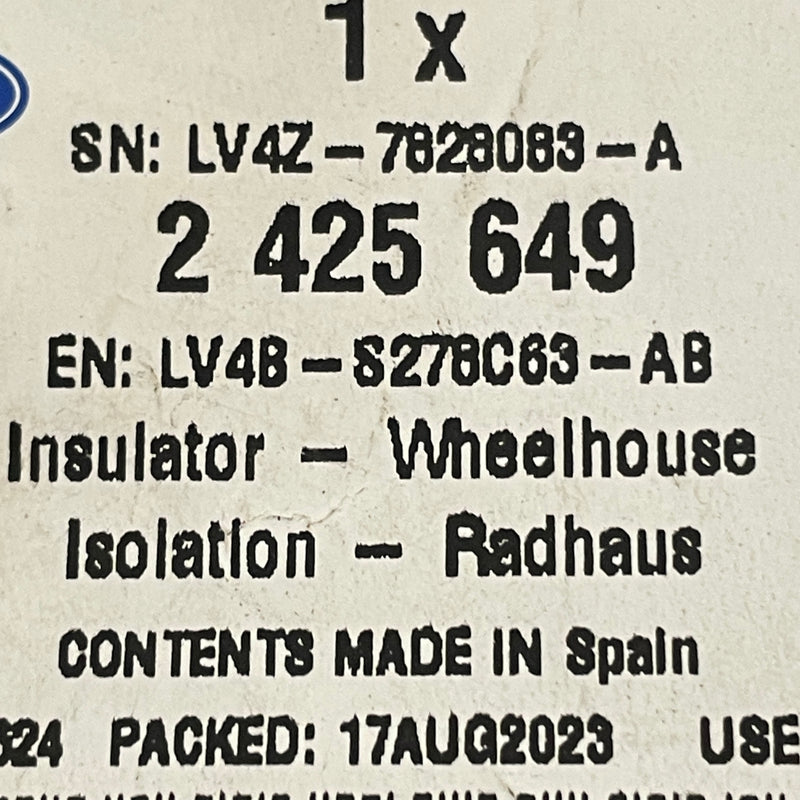 1 x
SN: LV4Z-7828083-A
2 425 649
EN: LV4B-S278C63-AB
Insulator - Wheelhouse
Isolation - Radhaus
CONTENTS MADE IN Spain
PACKED: 17AUG2023 USE